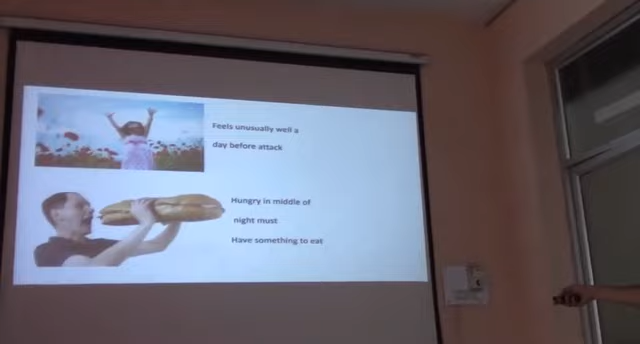 Feels unusually well a
day before attack
Hungry in middle of
night must
Have something to eat